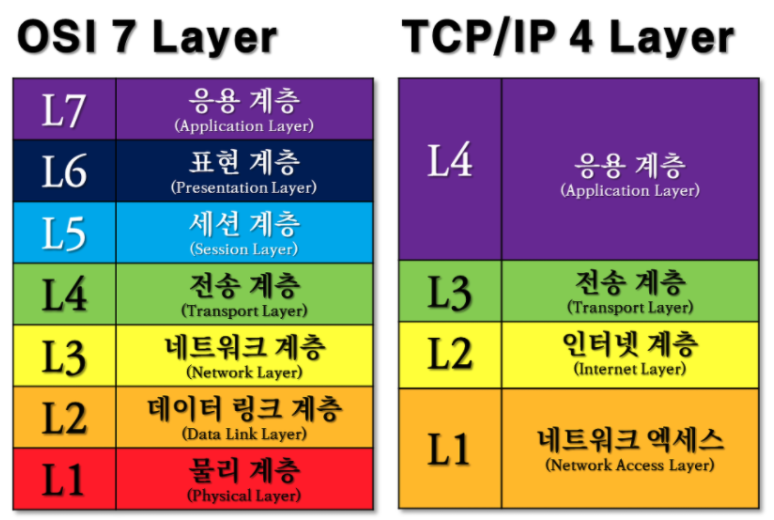 OSI 7 Layer
L7
응용 계층
(Application Layer)
L6
표현 계층
(Presentation Layer)
L5
세션 계층
(Session Layer)
L4
전송 계층
(Transport Layer)
L3
네트워크 계층
(Network Layer)
L2
데이터 링크 계층
(Data Link Layer)
L1
물리 계층
(Physical Layer)
TCP/IP 4 Layer
L4
응용 계층
(Application Layer)
L3
전송 계층
(Transport Layer)
L2
인터넷 계층
(Internet Layer)
L1
네트워크 엑세스
(Network Access Layer)